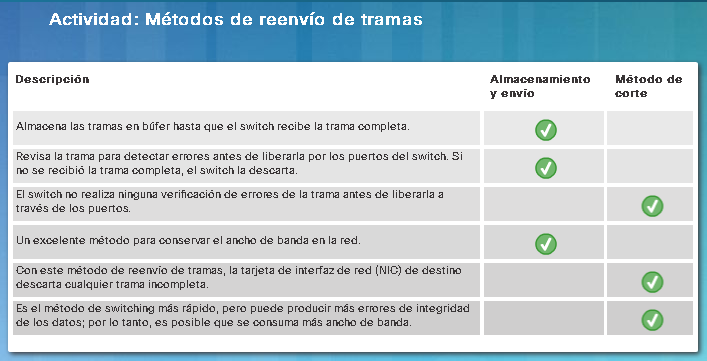 Actividad: Métodos de reenvío de tramas
Descripción
Almacenamiento
y envío
Método de
corte
Almacena las tramas en búfer hasta que el switch recibe la trama completa.
Revisa la trama para detectar errores antes de liberarla por los puertos del switch. Si
no se recibió la trama completa, el switch la descarta.
El switch no realiza ninguna verificación de errores de la trama antes de liberarla a
través de los puertos.
Un excelente método para conservar el ancho de banda en la red.
Con este método de reenvío de tramas, la tarjeta de interfaz de red (NIC) de destino
descarta cualquier trama incompleta.
Es el método de switching más rápido, pero puede producir más errores de integridad
de los datos; por lo tanto, es posible que se consuma más ancho de banda.